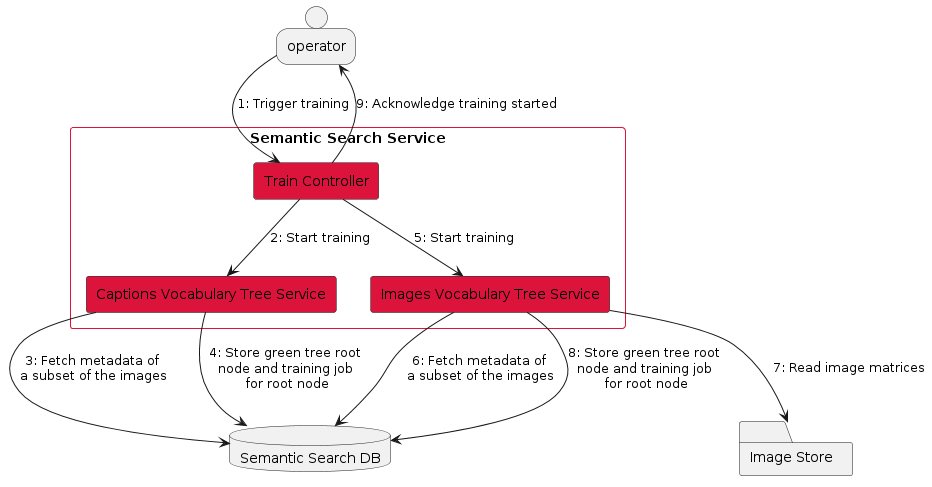 operator
1: Trigger training
9: Acknowledge training started
Semantic Search Service
Train Controller
2: Start training
5: Start training
Captions Vocabulary Tree Service
Images Vocabulary Tree Service
3: Fetch metadata of
a subset of the images
4: Store green tree root
node and training job
for root node
6: Fetch metadata of
a subset of the images
8: Store green tree root
node and training job
for root node
7: Read image matrices
Semantic Search DB
Image Store